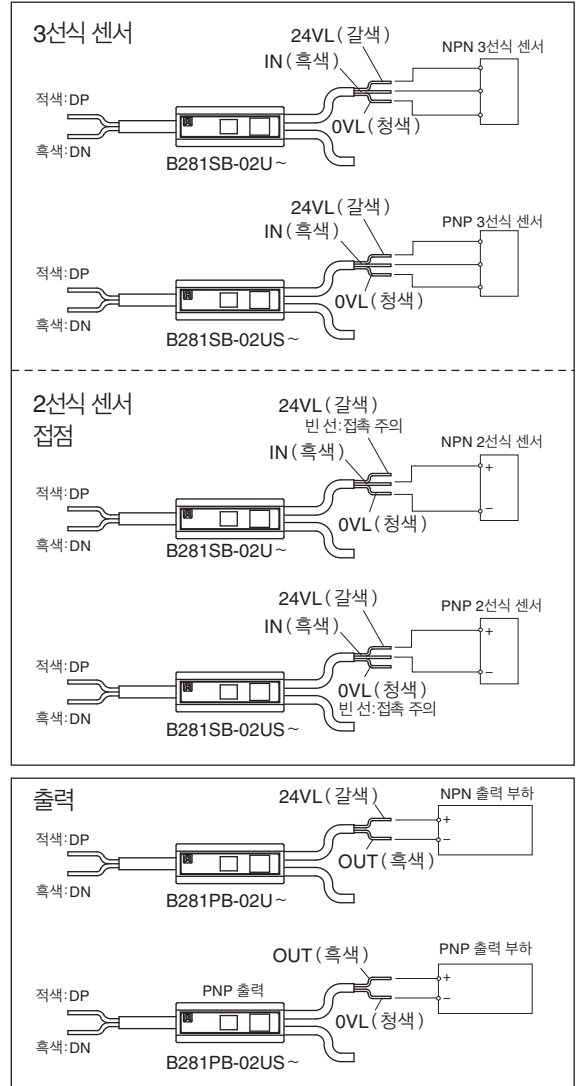 3선식 센서
24VL(갈색)
NPN 3선식 센서
IN(흑색)
적색:DP
흑색:DN
0VL(청색)
B281SB-02U~
24VL(갈색)
PNP 3선식 센서
IN(흑색)
적색:DP
흑색:DN
0VL(청색)
B281SB-02US~
2선식 센서
접점
24VL(갈색)
빈 선:접촉 주의
NPN 2선식 센서
IN(흑색)
+
적색:DP
−
흑색:DN
0VL(청색)
B281SB-02U~
24VL(갈색)
PNP 2선식 센서
IN(흑색)
+
적색:DP
−
흑색:DN
0VL(청색)
빈 선:접촉 주의
B281SB-02US~
출력
24VL(갈색)
NPN 출력 부하
+
적색:DP
−
흑색:DN
OUT(흑색)
B281PB-02U~
OUT(흑색)
PNP 출력 부하
적색:DP
PNP 출력
+
−
흑색:DN
0VL(청색)
B281PB-02US~